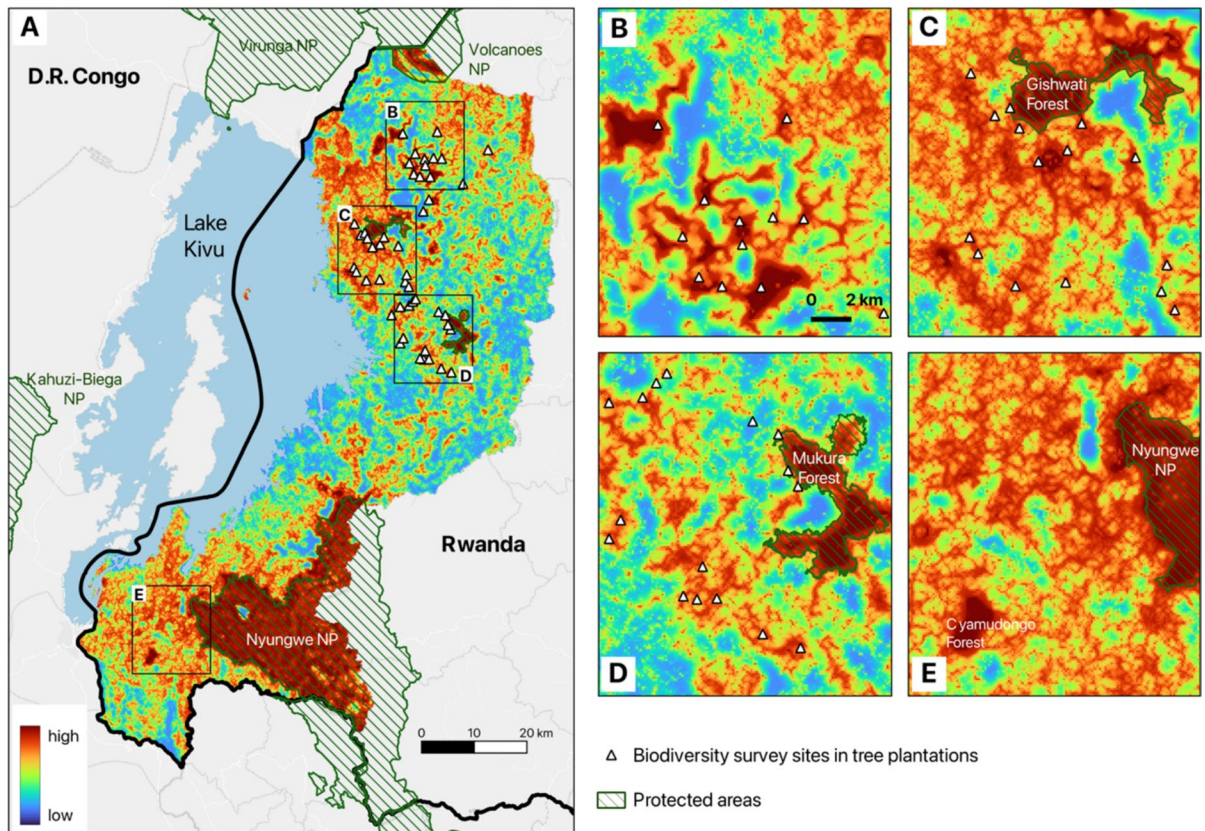 A
Virunga NP
Volcanoes
NP
D.R. Congo
B
Lake
Kivu
C
D
Kahuzi-Biega
NP
Rwanda
E
Nyungwe NP
high
low
0 10 20 km
B
0 2 km
C
Gishwati
Forest
D
Mukura
Forest
E
Nyungwe
NP
Cyamudongo
Forest
Biodiversity survey sites in tree plantations
Protected areas